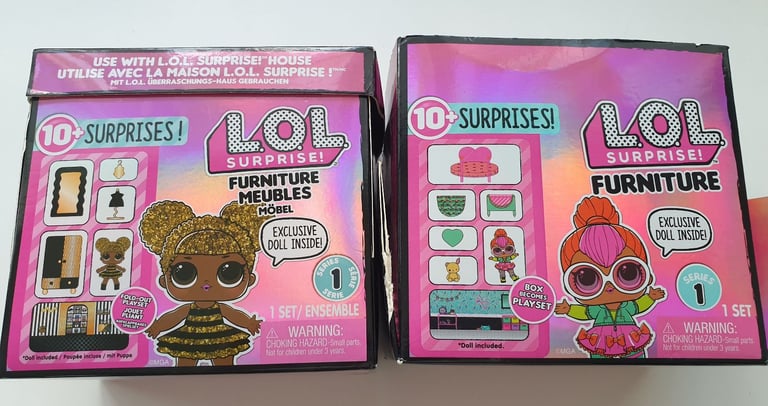 USE WITH L.O.L. SURPRISE!™ HOUSE
UTILISE AVEC LA MAISON L.O.L. SURPRISE !™
MIT L.O.L. ÜBERRASCHUNGS-HAUS GEBRAUCHEN
10+ SURPRISES !
L.O.L.
SURPRISE!
FURNITURE
MEUBLES
MÖBEL
EXCLUSIVE
DOLL INSIDE!
SERIES
1
SÉRIE
SERIE
1 SET/ENSEMBLE
FOLD-OUT
PLAYSET
JOUET
PLIANT!
*Doll included / Poupée incluse / mit Puppe
WARNING:
CHOKING HAZARD-Small parts.
Not for children under 3 years.
©MGA
10+ SURPRISES!
L.O.L.
SURPRISE!
FURNITURE
EXCLUSIVE
DOLL INSIDE!
SERIES
1
1 SET
BOX
BECOMES
PLAYSET
*Doll included.
WARNING:
CHOKING HAZARD-Small parts.
Not for children under 3 years.
©MGA